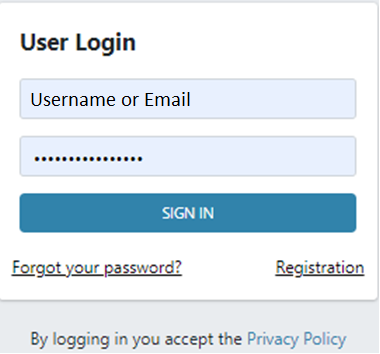 User Login
Username or Email
••••••••••••••••
SIGN IN
Forgot your password? Registration
By logging in you accept the Privacy Policy